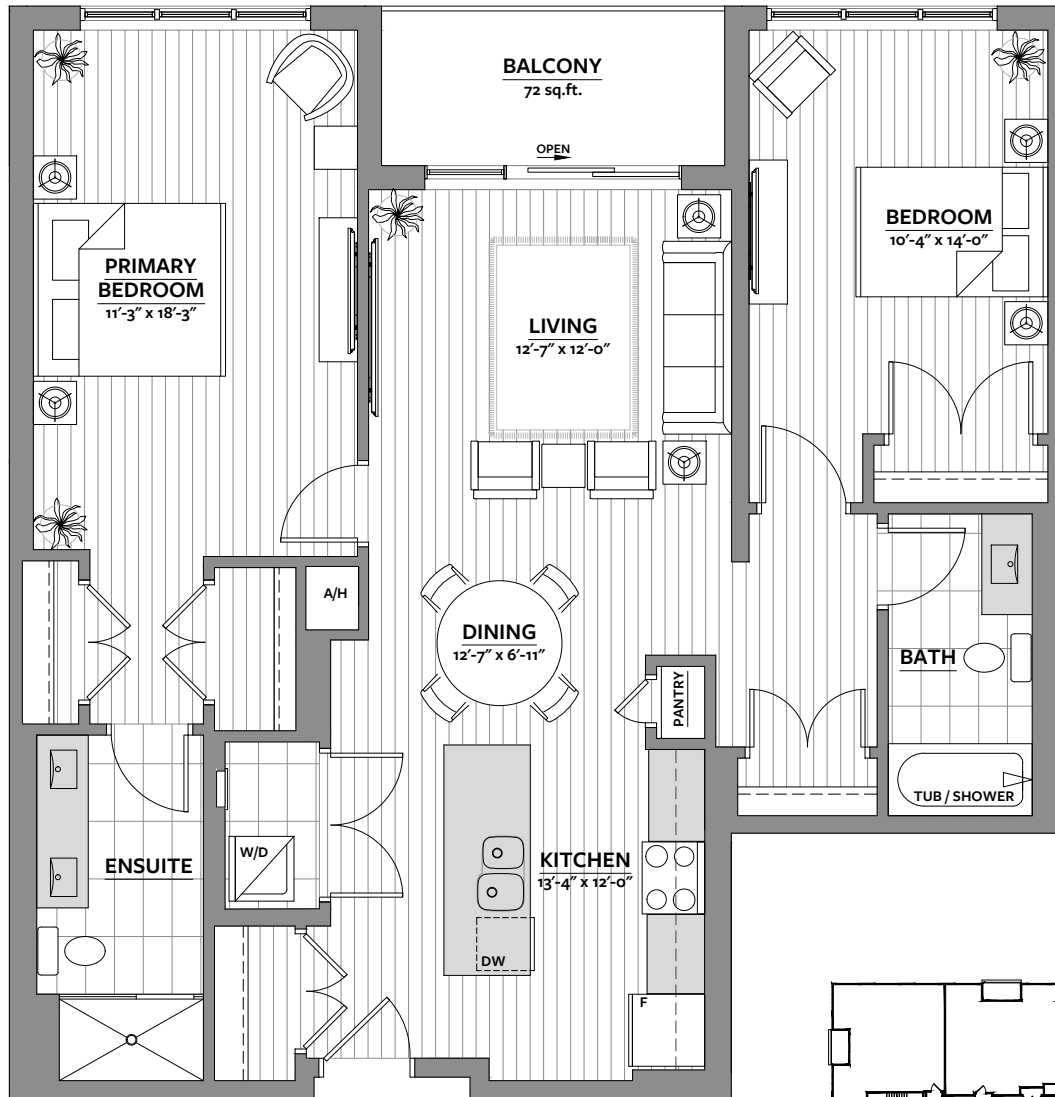 BALCONY
72 sq.ft.
OPEN
PRIMARY
BEDROOM
11′-3″ x 18′-3″
BEDROOM
10′-4″ x 14′-0″
LIVING
12′-7″ x 12′-0″
A/H
DINING
12′-7″ x 6′-11″
PANTRY
BATH
TUB / SHOWER
W/D
ENSUITE
KITCHEN
13′-4″ x 12′-0″
DW
F